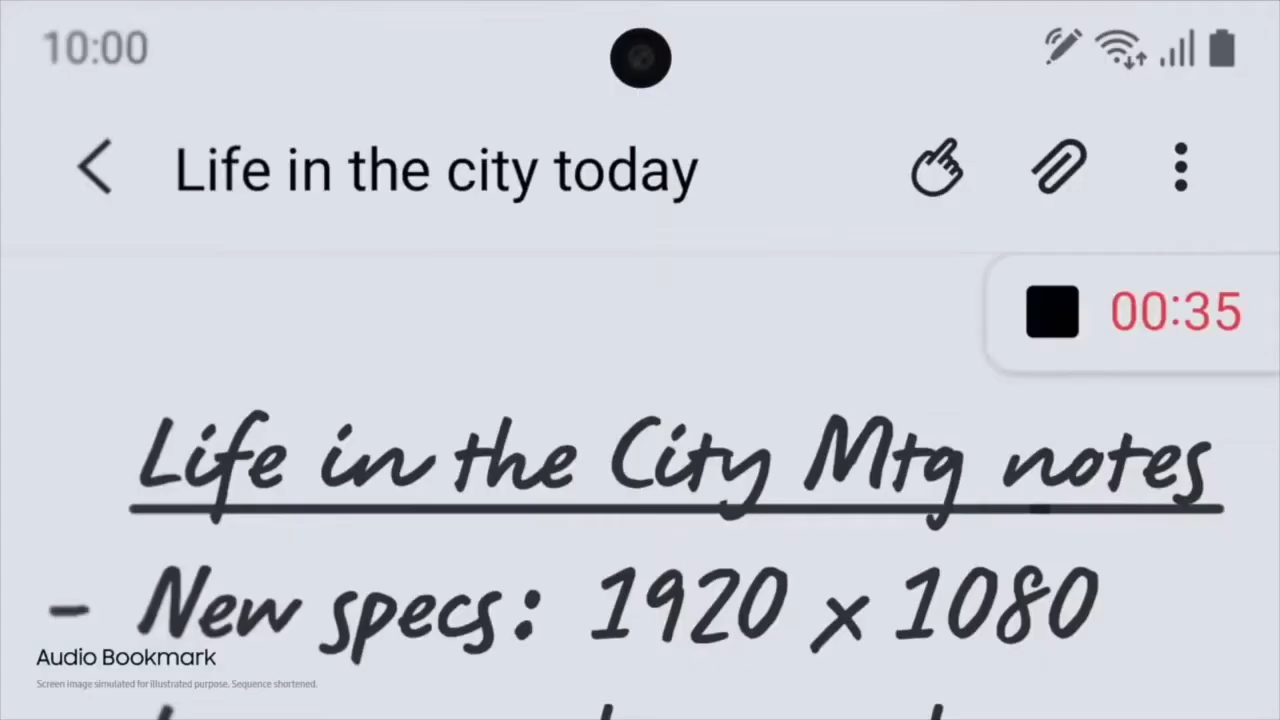 10:00
Life in the city today
00:35
Life in the City Mtg notes
- New specs: 1920 x 1080
Audio Bookmark
Screen image simulated for illustrated purpose. Sequence shortened.